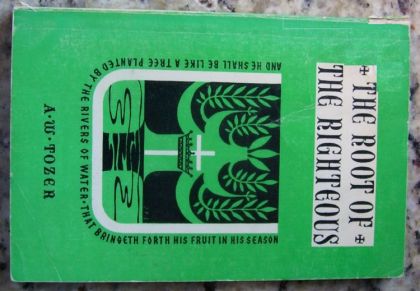 THE ROOT OF
THE RIGHTEOUS
AND HE SHALL BE LIKE A TREE PLANTED BY THE RIVERS OF WATER · THAT BRINGETH FORTH HIS FRUIT IN HIS SEASON
A · W · TOZER